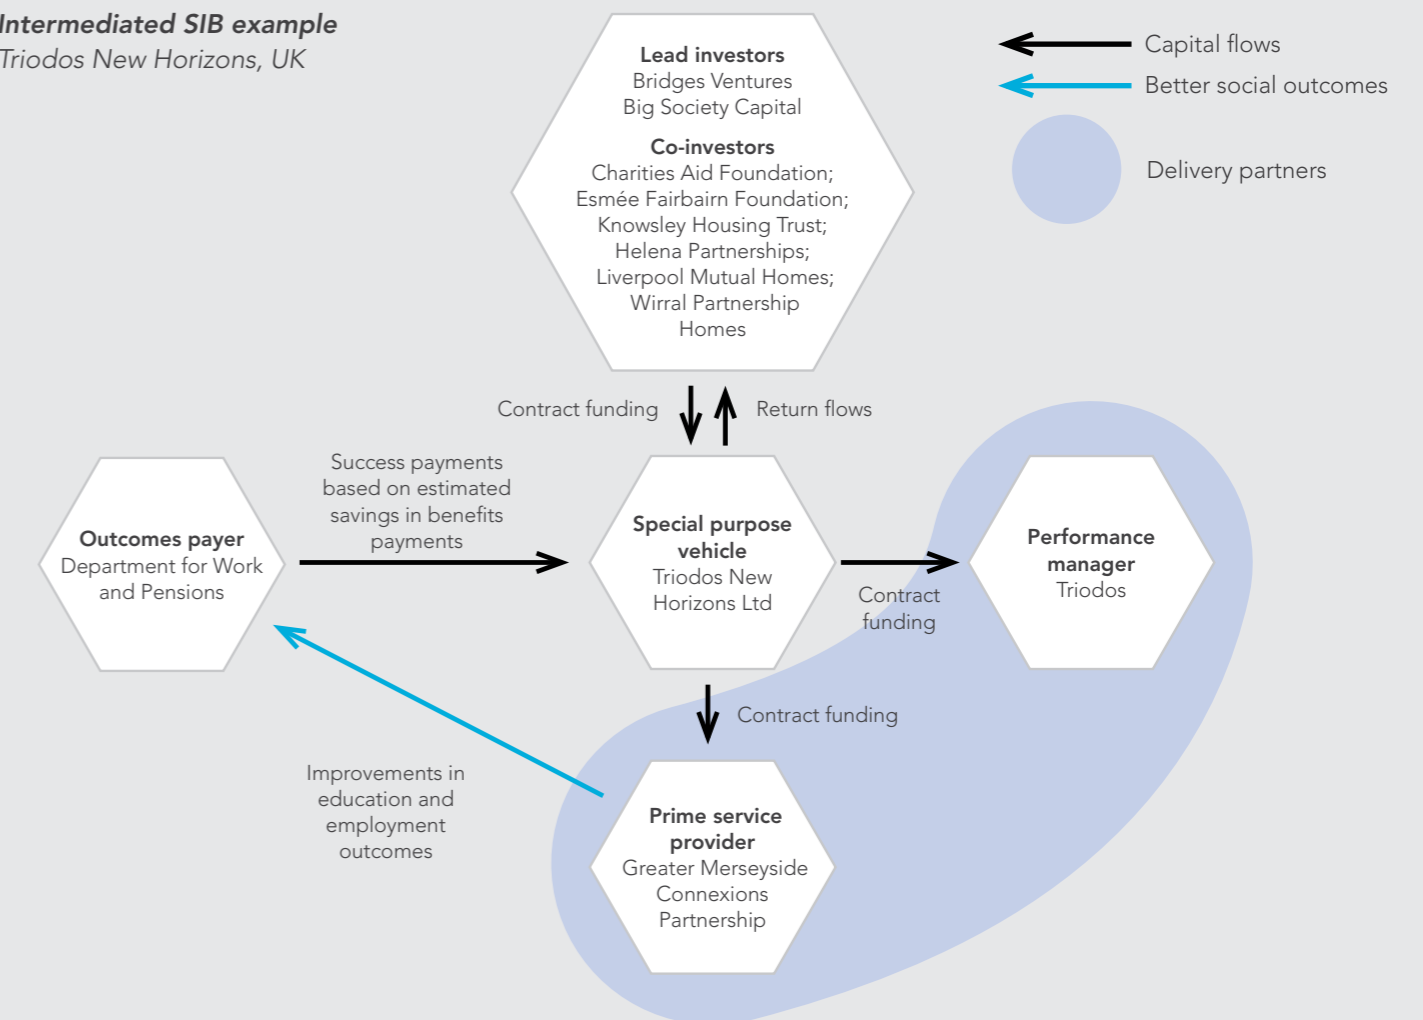 Intermediated SIB example
Triodos New Horizons, UK
Lead investors
Bridges Ventures
Big Society Capital
Co-investors
Charities Aid Foundation;
Esmée Fairbairn Foundation;
Knowsley Housing Trust;
Helena Partnerships;
Liverpool Mutual Homes;
Wirral Partnership
Homes
Capital flows
Better social outcomes
Delivery partners
Contract funding
Return flows
Success payments
based on estimated
savings in benefits
payments
Outcomes payer
Department for Work
and Pensions
Special purpose
vehicle
Triodos New
Horizons Ltd
Contract
funding
Performance
manager
Triodos
Contract funding
Improvements in
education and
employment
outcomes
Prime service
provider
Greater Merseyside
Connexions
Partnership